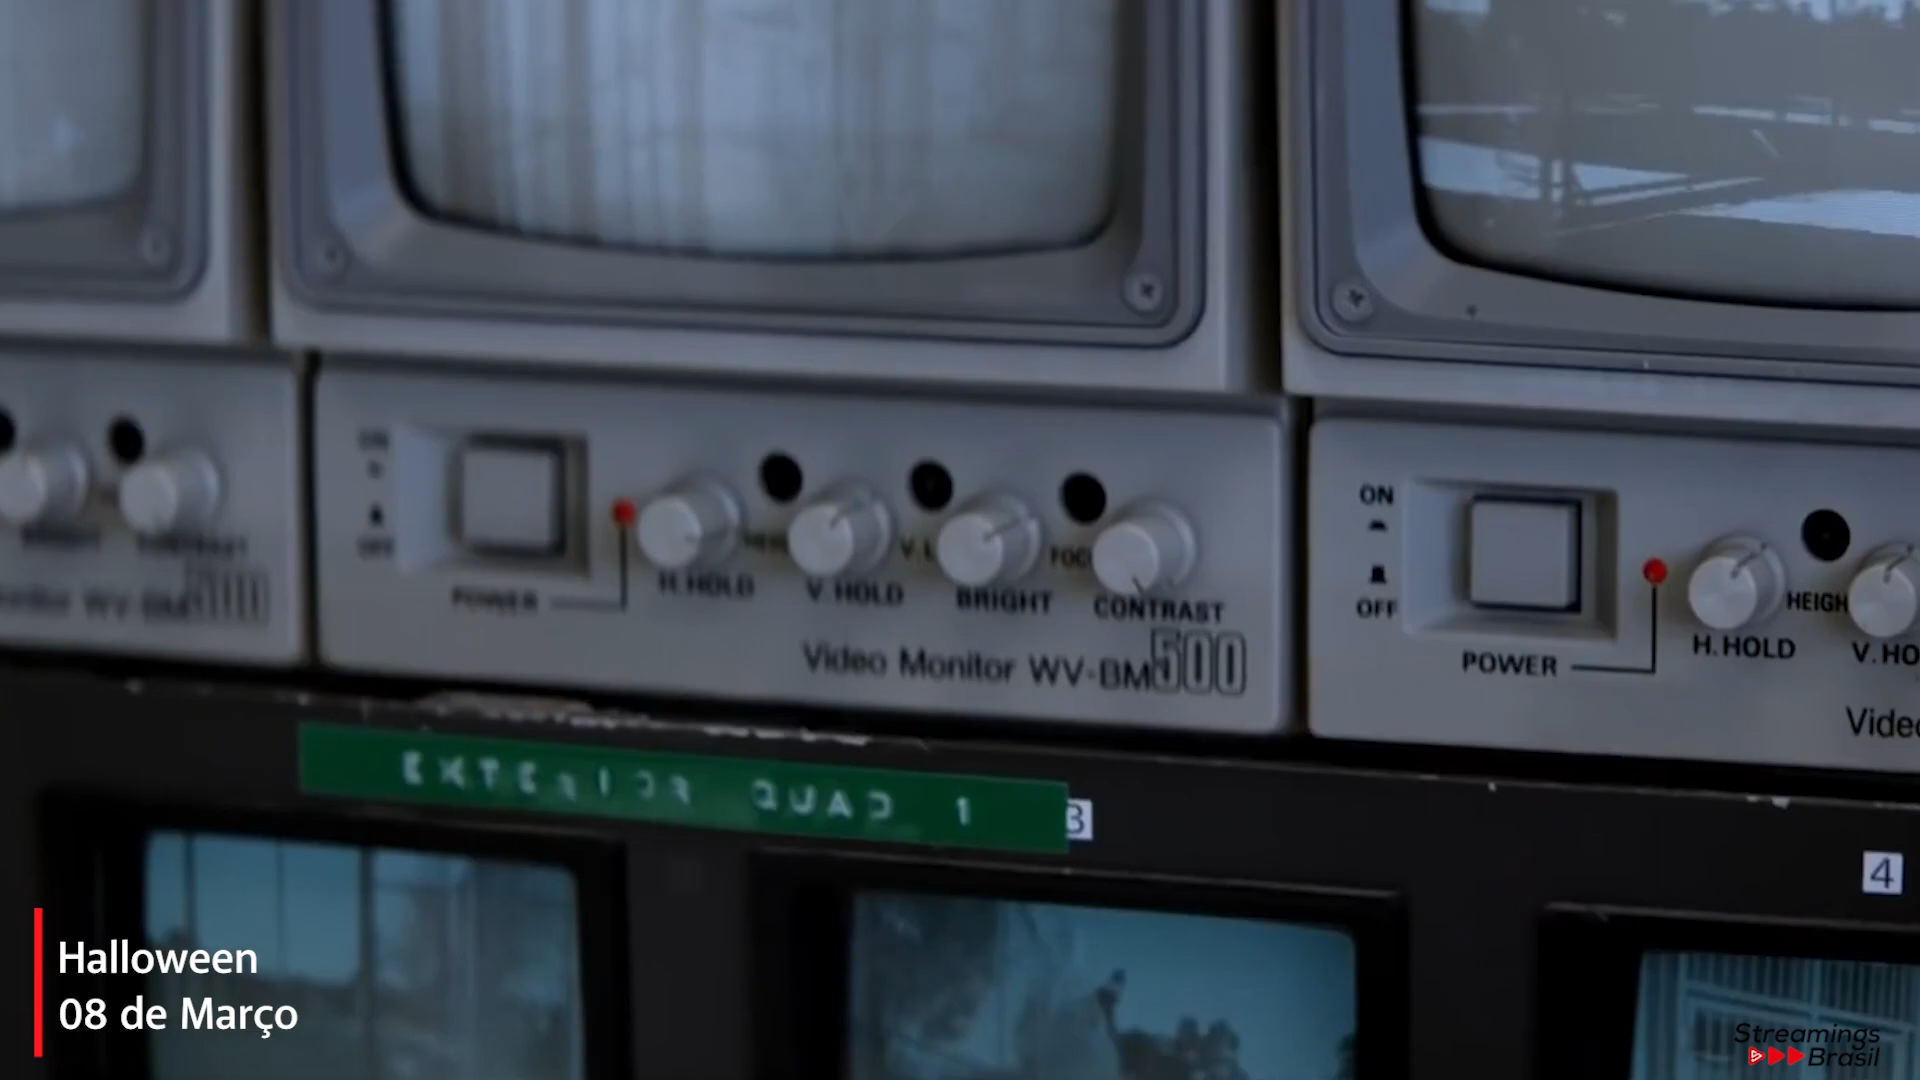 ON
OFF
POWER
H.HOLD
V.HOLD
BRIGHT
CONTRAST
Video Monitor WV-BM500
ON
OFF
POWER
H.HOLD
EXTERIOR QUAD 1
3
4
Halloween
08 de Março
Streamings
Brasil